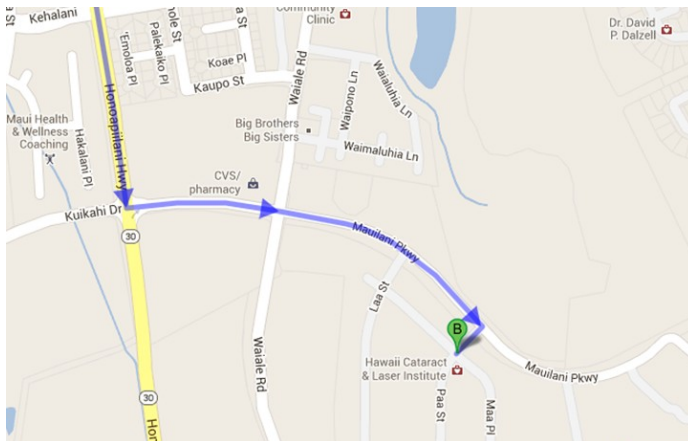 Kehalani
'Emoloa Pl
Palekaiko Pl
Koae Pl
Kaupo St
Waiale Rd
Community
Clinic
Dr. David
P. Dalzell
Waipono Ln
Waialuhia Ln
Honoapiilani Hwy
Maui Health
& Wellness
Coaching
Hakalani Pl
Big Brothers
Big Sisters
Waimaluhia Ln
CVS/
pharmacy
Kuikahi Dr
30
Mauilani Pkwy
Laa St
B
Waiale Rd
Hawaii Cataract
& Laser Institute
Mauilani Pkwy
Paa St
Maa Pl
30
Hon